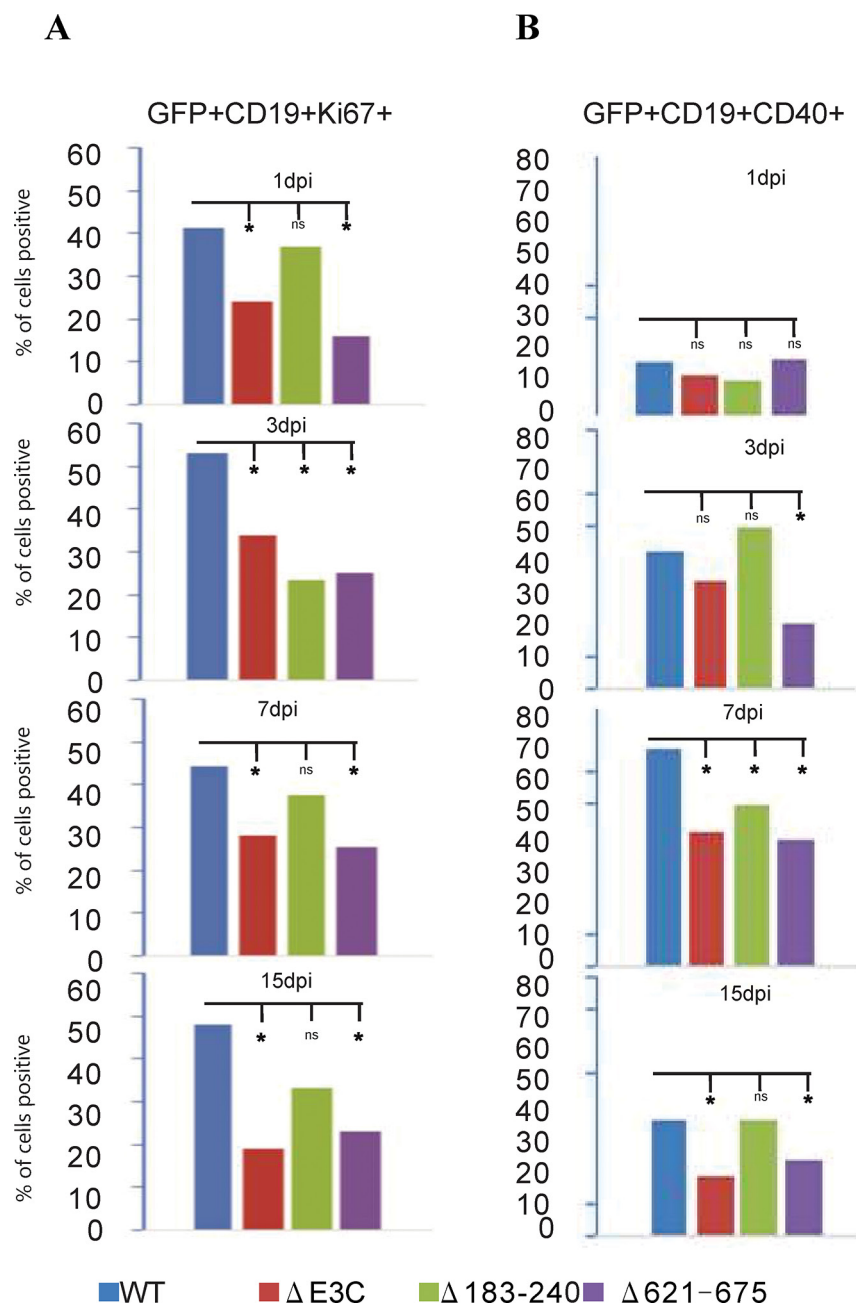 A
B
GFP+CD19+Ki67+
GFP+CD19+CD40+
% of cells positive
60
50
40
30
20
10
0
1dpi
* ns *
80
70
60
50
40
30
20
10
0
1dpi
ns ns ns
% of cells positive
60
50
40
30
20
10
0
3dpi
* * *
80
70
60
50
40
30
20
10
0
3dpi
ns ns *
% of cells positive
60
50
40
30
20
10
0
7dpi
* ns *
80
70
60
50
40
30
20
10
0
7dpi
* * *
% of cells positive
60
50
40
30
20
10
0
15dpi
* ns *
80
70
60
50
40
30
20
10
0
15dpi
* ns *
WT ΔE3C Δ183-240 Δ621-675